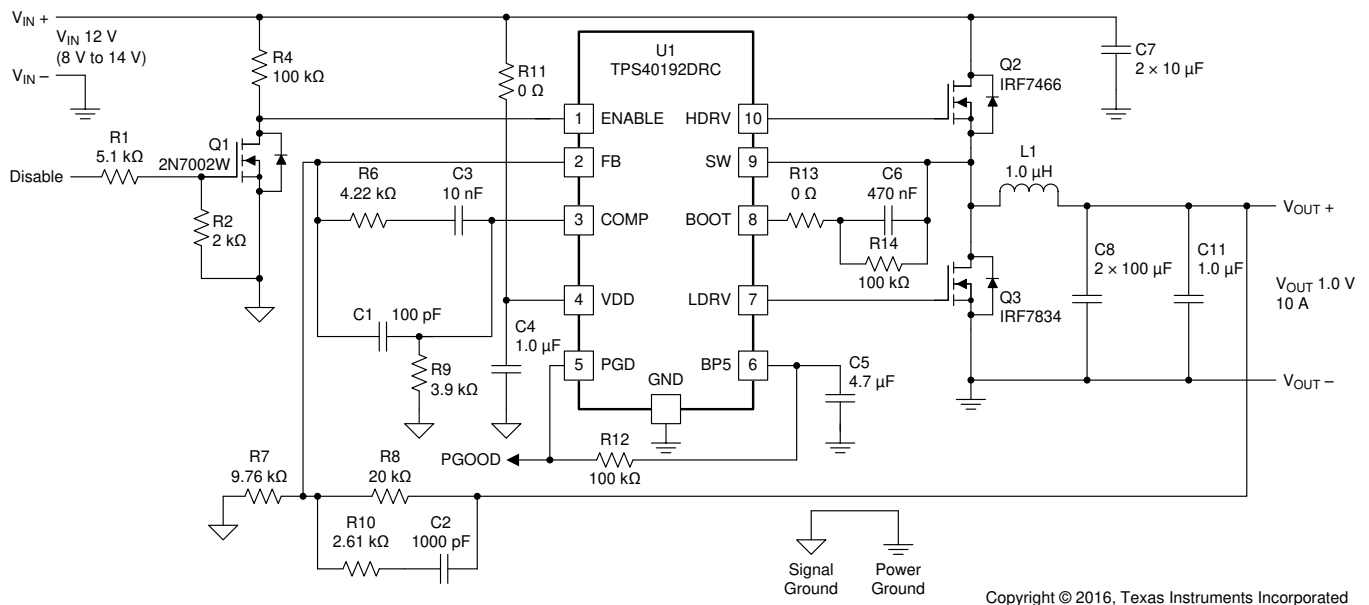 V_IN +
V_IN 12 V
(8 V to 14 V)
V_IN −
R4
100 kΩ
R11
0 Ω
U1
TPS40192DRC
C7
2 × 10 µF
Q2
IRF7466
R1
5.1 kΩ
Q1
2N7002W
Disable
R2
2 kΩ
1 ENABLE
HDRV 10
2 FB
SW 9
3 COMP
BOOT 8
4 VDD
LDRV 7
5 PGD
BP5 6
GND
R6
4.22 kΩ
C3
10 nF
R13
0 Ω
C6
470 nF
R14
100 kΩ
L1
1.0 µH
V_OUT +
C8
2 × 100 µF
C11
1.0 µF
V_OUT 1.0 V
10 A
Q3
IRF7834
C1
100 pF
C4
1.0 µF
R9
3.9 kΩ
C5
4.7 µF
V_OUT −
PGOOD
R12
100 kΩ
R7
9.76 kΩ
R8
20 kΩ
R10
2.61 kΩ
C2
1000 pF
Signal
Ground
Power
Ground
Copyright © 2016, Texas Instruments Incorporated